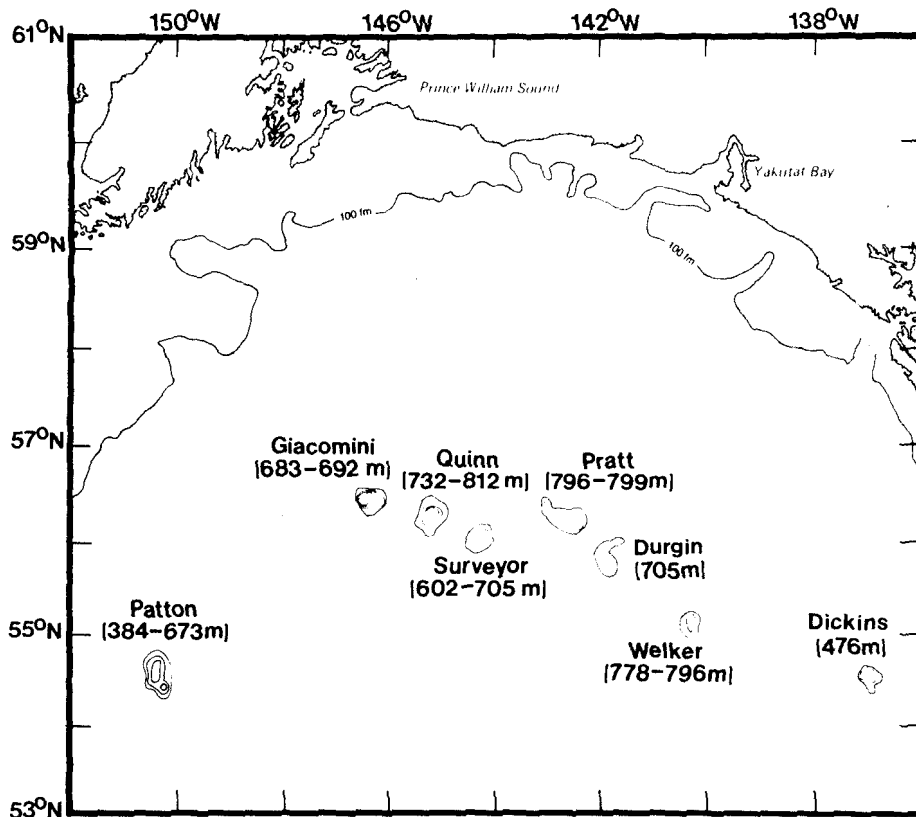 150°W 146°W 142°W 138°W
61°N
Prince William Sound
Yakutat Bay
100 fm
100 fm
59°N
57°N
Giacomini
(683–692 m)
Quinn
(732–812 m)
Pratt
(796–799m)
Surveyor
(602–705 m)
Durgin
(705m)
Patton
(384–673m)
55°N
Welker
(778–796m)
Dickins
(476m)
53°N